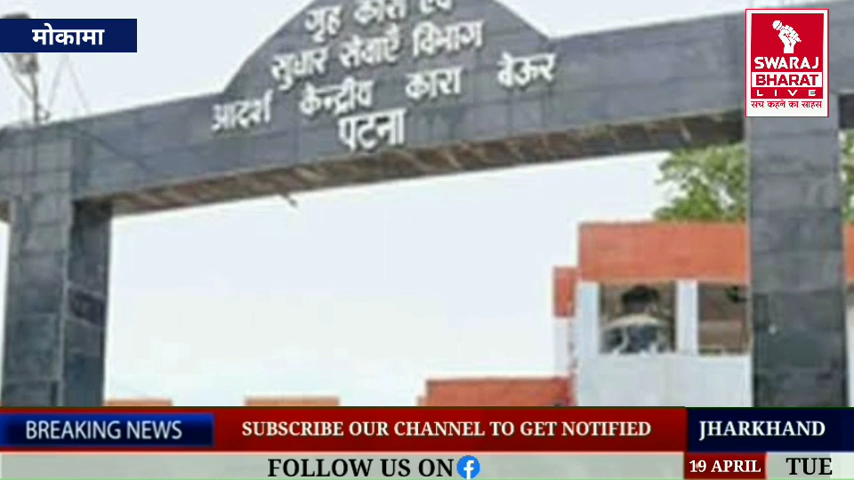 मोकामा
गृह कारा एवं
सुधार सेवाएँ विभाग
आदर्श केन्द्रीय कारा बेऊर
पटना
SWARAJ
BHARAT
LIVE
सच कहने का साहस
BREAKING NEWS
SUBSCRIBE OUR CHANNEL TO GET NOTIFIED
JHARKHAND
FOLLOW US ON
19 APRIL
TUE